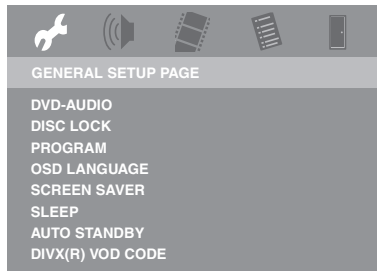 GENERAL SETUP PAGE
DVD-AUDIO
DISC LOCK
PROGRAM
OSD LANGUAGE
SCREEN SAVER
SLEEP
AUTO STANDBY
DIVX(R) VOD CODE